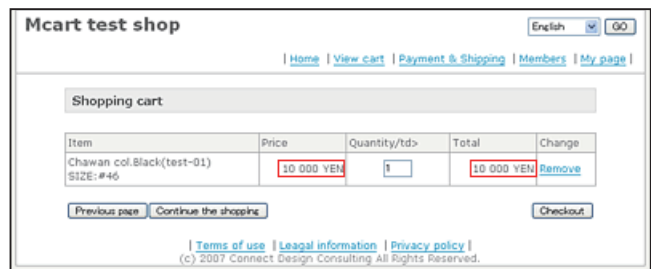 Mcart test shop
English GO
| Home | View cart | Payment & Shipping | Members | My page |
Shopping cart
Item Price Quantity/td> Total Change
Chawan col.Black(test-01) 10 000 YEN 1 10 000 YEN Remove
SIZE:#46
Previous page Continue the shopping Checkout
| Terms of use | Leagal information | Privacy policy |
(c) 2007 Connect Design Consulting All Rights Reserved.